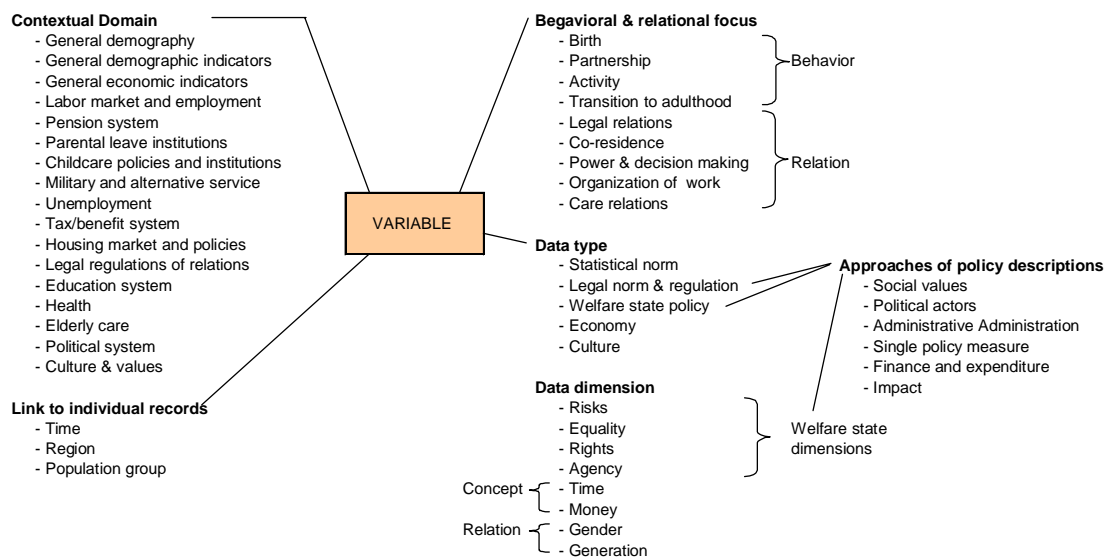 Contextual Domain
- General demography
- General demographic indicators
- General economic indicators
- Labor market and employment
- Pension system
- Parental leave institutions
- Childcare policies and institutions
- Military and alternative service
- Unemployment
- Tax/benefit system
- Housing market and policies
- Legal regulations of relations
- Education system
- Health
- Elderly care
- Political system
- Culture & values
Link to individual records
- Time
- Region
- Population group
VARIABLE
Begavioral & relational focus
- Birth
- Partnership
- Activity
- Transition to adulthood
Behavior
- Legal relations
- Co-residence
- Power & decision making
- Organization of work
- Care relations
Relation
Data type
- Statistical norm
- Legal norm & regulation
- Welfare state policy
- Economy
- Culture
Approaches of policy descriptions
- Social values
- Political actors
- Administrative Administration
- Single policy measure
- Finance and expenditure
- Impact
Data dimension
- Risks
- Equality
- Rights
- Agency
Welfare state
dimensions
Concept
- Time
- Money
Relation
- Gender
- Generation